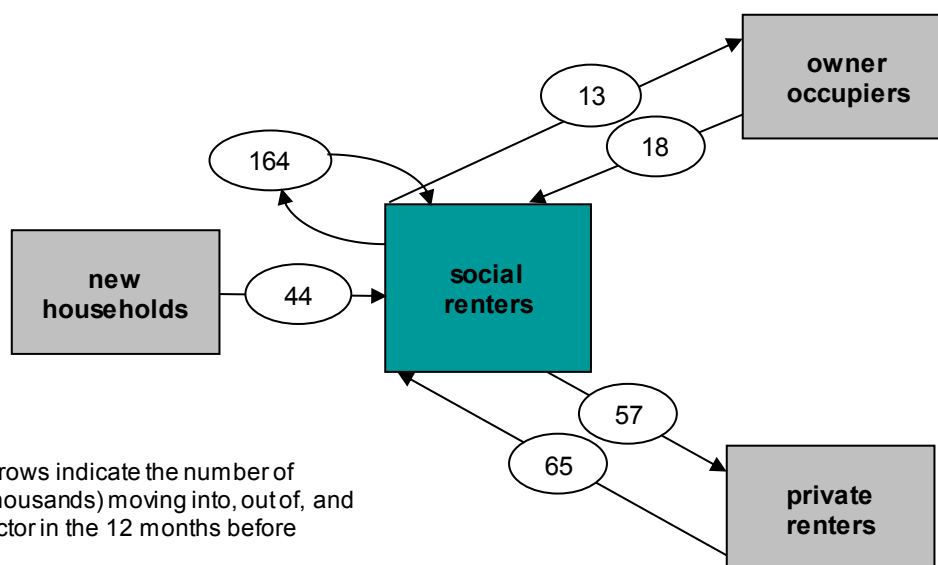 owner
occupiers
13
18
164
new
households
44
social
renters
57
65
private
renters
rows indicate the number of
housands) moving into, out of, and
ctor in the 12 months before